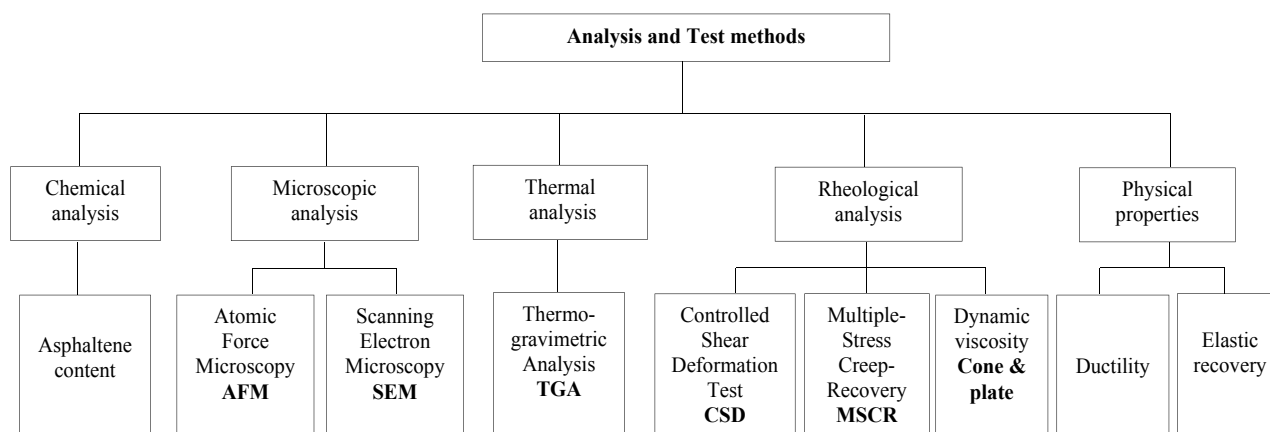 Analysis and Test methods
Chemical
analysis
Microscopic
analysis
Thermal
analysis
Rheological
analysis
Physical
properties
Asphaltene
content
Atomic
Force
Microscopy
AFM
Scanning
Electron
Microscopy
SEM
Thermo-
gravimetric
Analysis
TGA
Controlled
Shear
Deformation
Test
CSD
Multiple-
Stress
Creep-
Recovery
MSCR
Dynamic
viscosity
Cone &
plate
Ductility
Elastic
recovery